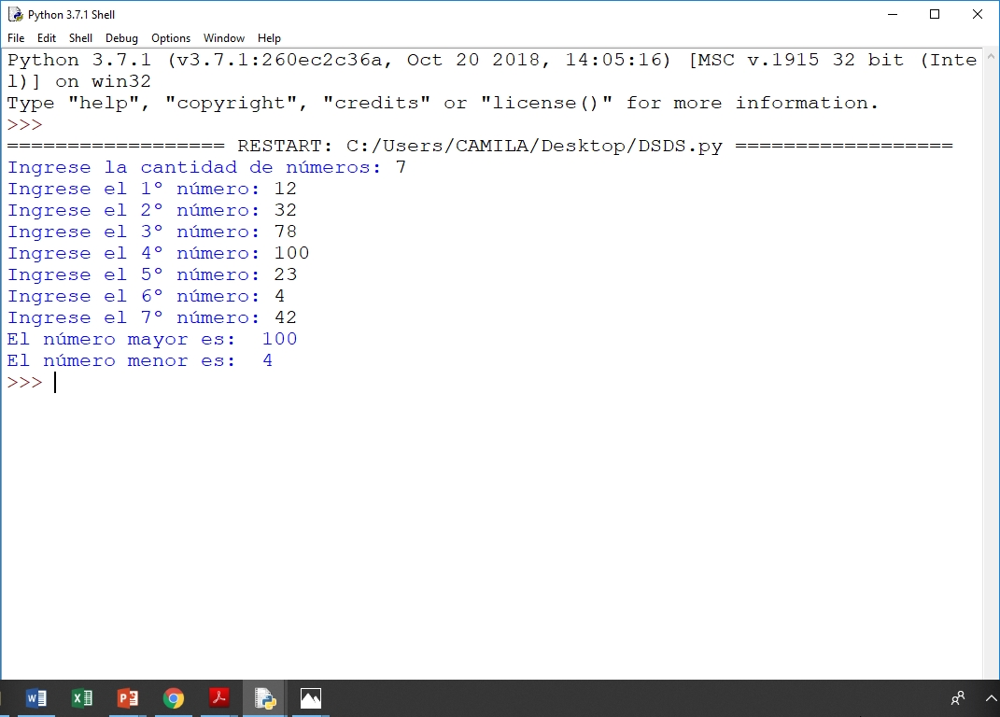 Python 3.7.1 Shell
File Edit Shell Debug Options Window Help
Python 3.7.1 (v3.7.1:260ec2c36a, Oct 20 2018, 14:05:16) [MSC v.1915 32 bit (Inte
l)] on win32
Type "help", "copyright", "credits" or "license()" for more information.
>>>
================== RESTART: C:/Users/CAMILA/Desktop/DSDS.py ==================
Ingrese la cantidad de números: 7
Ingrese el 1° número: 12
Ingrese el 2° número: 32
Ingrese el 3° número: 78
Ingrese el 4° número: 100
Ingrese el 5° número: 23
Ingrese el 6° número: 4
Ingrese el 7° número: 42
El número mayor es:  100
El número menor es:  4
>>>